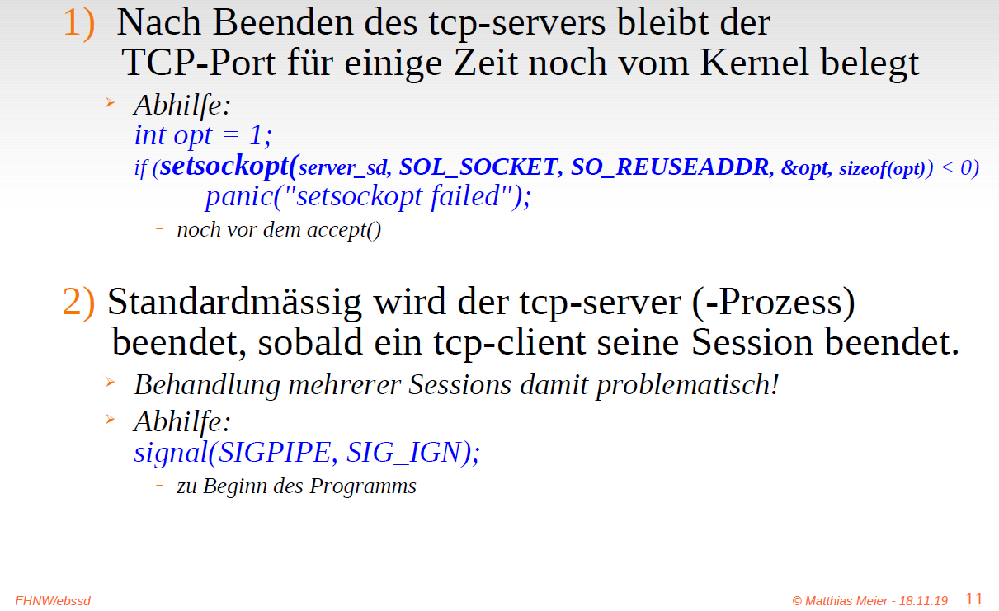 1) Nach Beenden des tcp-servers bleibt der
TCP-Port für einige Zeit noch vom Kernel belegt
➢ Abhilfe:
int opt = 1;
if (setsockopt(server_sd, SOL_SOCKET, SO_REUSEADDR, &opt, sizeof(opt)) < 0)
panic("setsockopt failed");
– noch vor dem accept()
2) Standardmässig wird der tcp-server (-Prozess)
beendet, sobald ein tcp-client seine Session beendet.
➢ Behandlung mehrerer Sessions damit problematisch!
➢ Abhilfe:
signal(SIGPIPE, SIG_IGN);
– zu Beginn des Programms
FHNW/ebssd
© Matthias Meier - 18.11.19 11